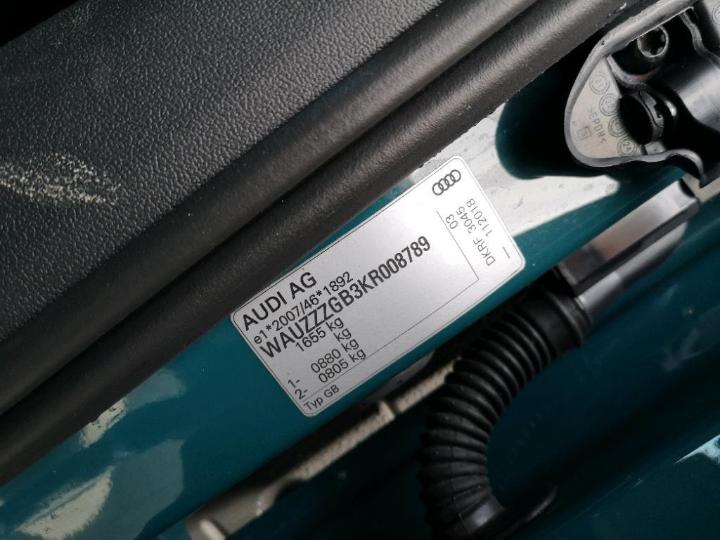 AUDI AG
e1*2007/46*1892
WAUZZZGB3KR008789
1655 kg
kg
1- 0880 kg
2- 0805 kg
Typ GB
03
DKRF 3045
112018